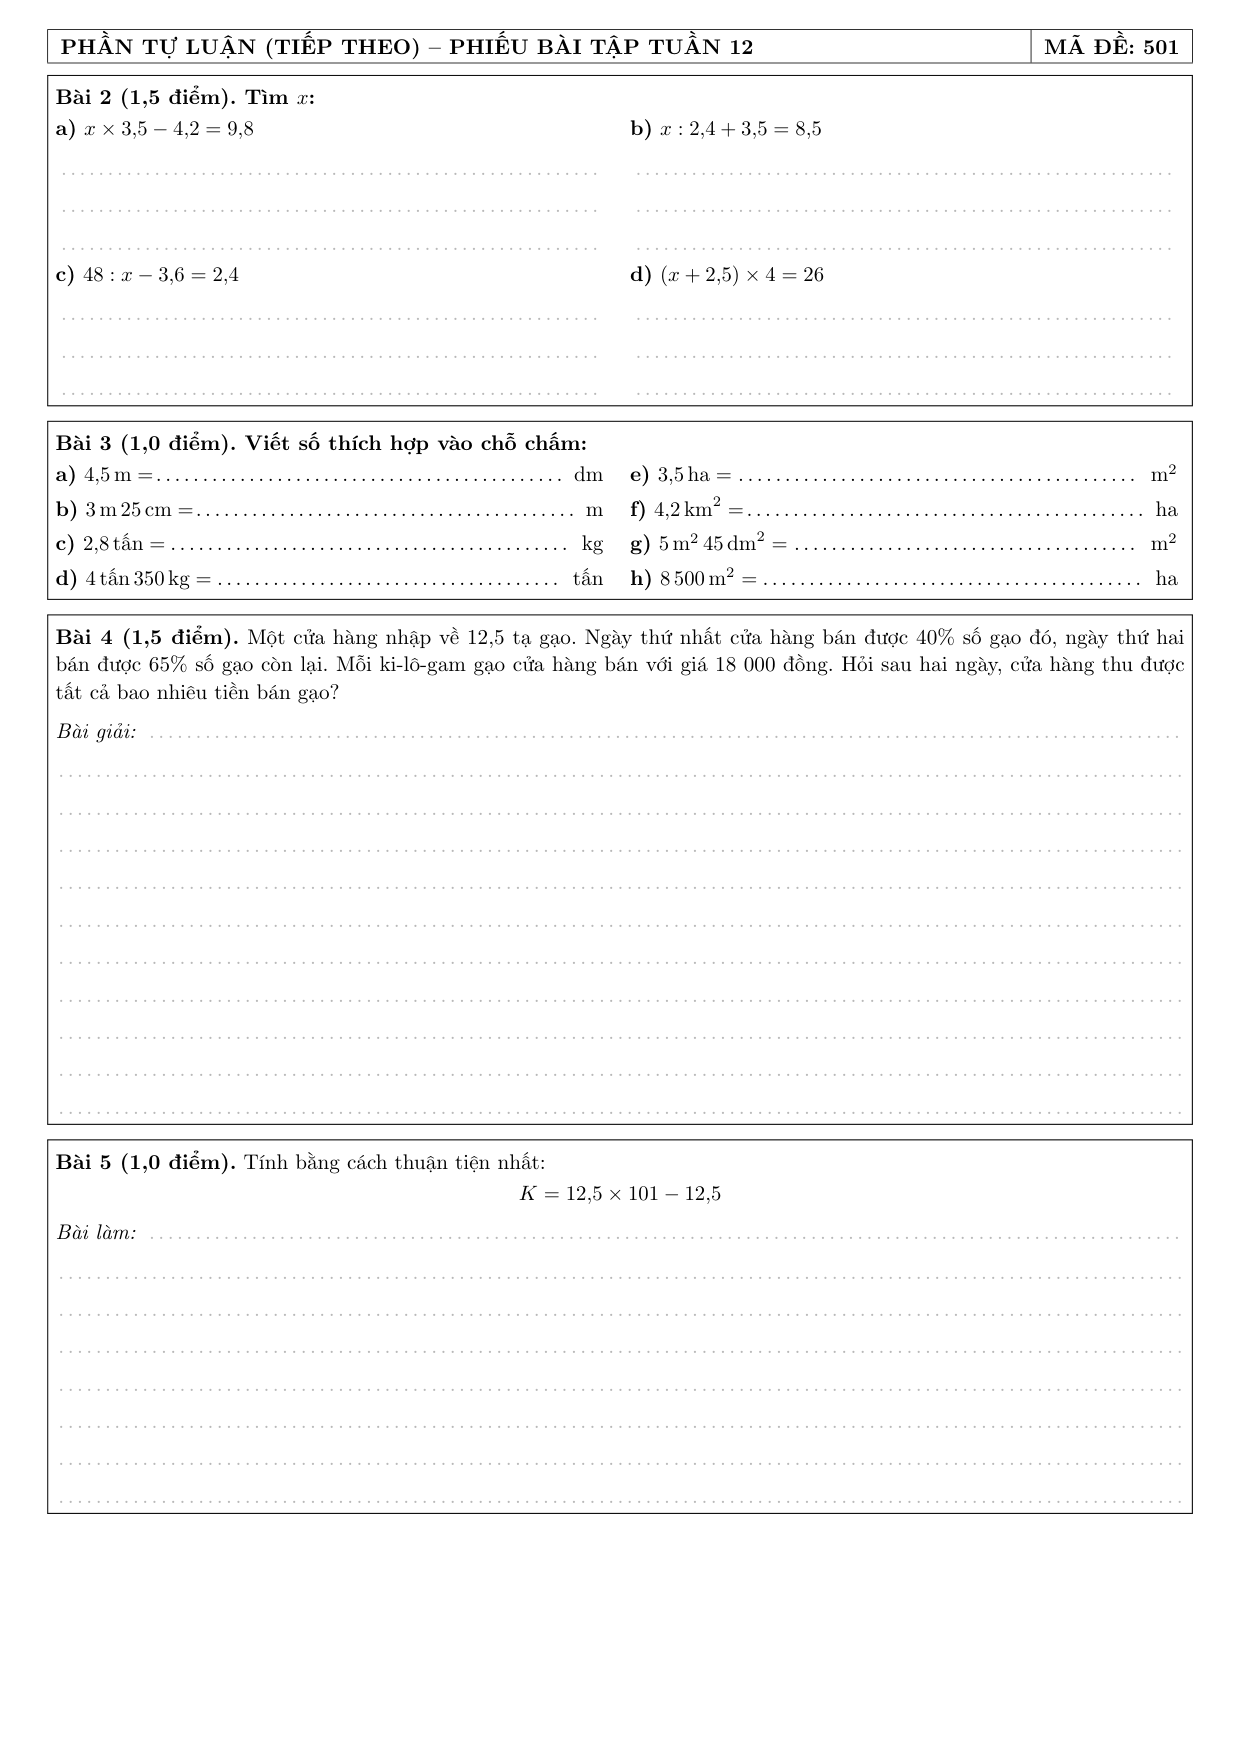 PHẦN TỰ LUẬN (TIẾP THEO) – PHIẾU BÀI TẬP TUẦN 12 MÃ ĐỀ: 501
Bài 2 (1,5 điểm). Tìm x:
a) x × 3,5 − 4,2 = 9,8
b) x : 2,4 + 3,5 = 8,5
c) 48 : x − 3,6 = 2,4
d) (x + 2,5) × 4 = 26
Bài 3 (1,0 điểm). Viết số thích hợp vào chỗ chấm:
a) 4,5 m = ........................................ dm
b) 3 m 25 cm = ........................................ m
c) 2,8 tấn = ........................................ kg
d) 4 tấn 350 kg = ........................................ tấn
e) 3,5 ha = ........................................ m²
f) 4,2 km² = ........................................ ha
g) 5 m² 45 dm² = ........................................ m²
h) 8 500 m² = ........................................ ha
Bài 4 (1,5 điểm). Một cửa hàng nhập về 12,5 tạ gạo. Ngày thứ nhất cửa hàng bán được 40% số gạo đó, ngày thứ hai
bán được 65% số gạo còn lại. Mỗi ki-lô-gam gạo cửa hàng bán với giá 18 000 đồng. Hỏi sau hai ngày, cửa hàng thu được
tất cả bao nhiêu tiền bán gạo?
Bài giải:
Bài 5 (1,0 điểm). Tính bằng cách thuận tiện nhất:
K = 12,5 × 101 − 12,5
Bài làm: